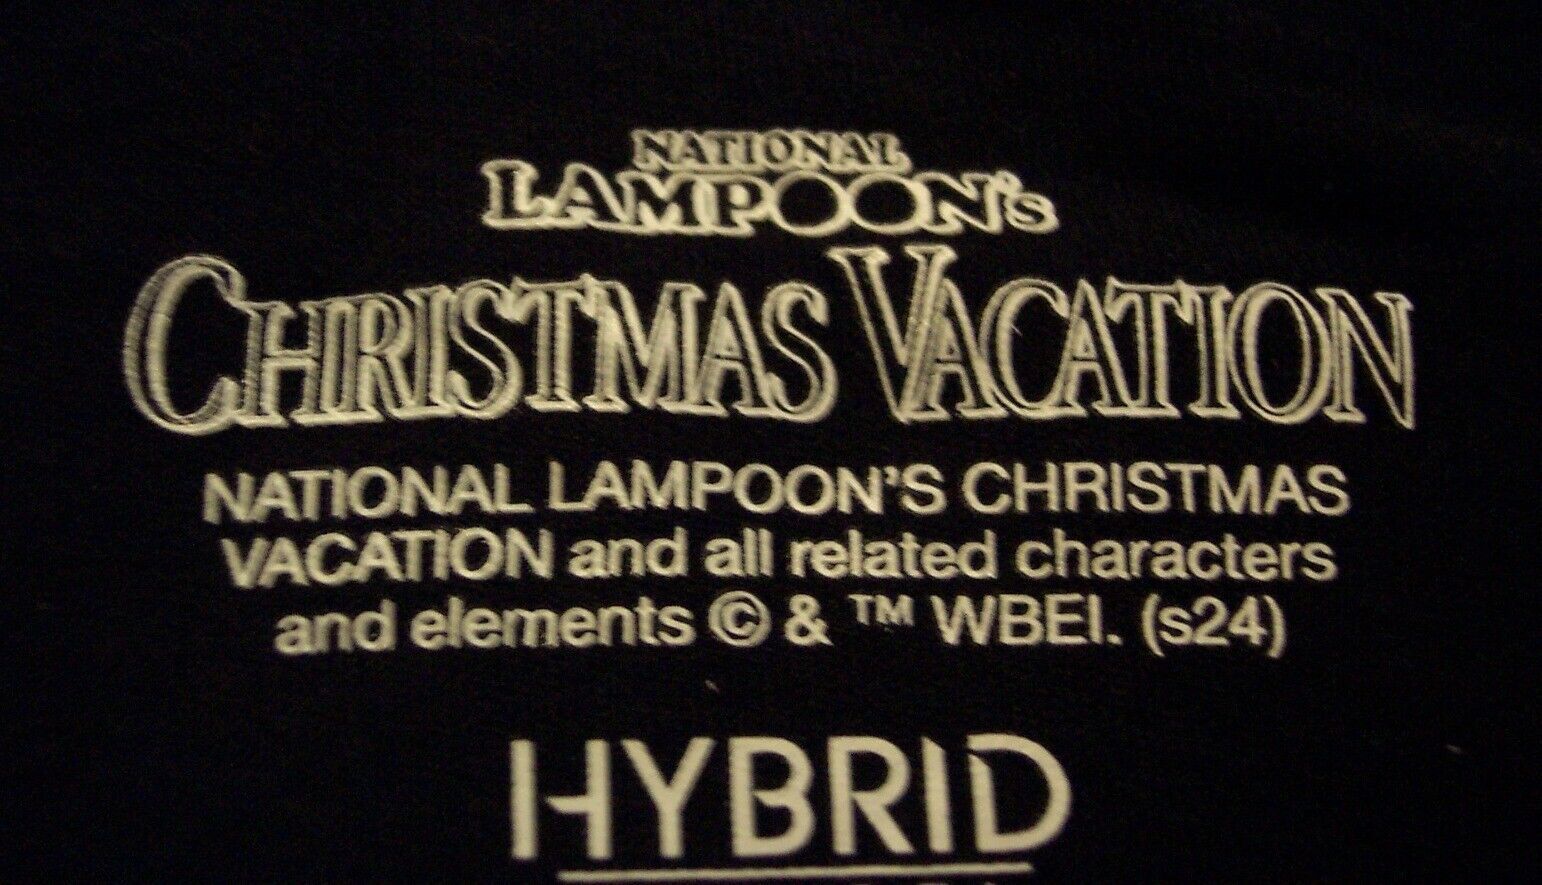 NATIONAL
LAMPOON's
CHRISTMAS VACATION
NATIONAL LAMPOON'S CHRISTMAS
VACATION and all related characters
and elements © & ™ WBEI. (s24)
HYBRID